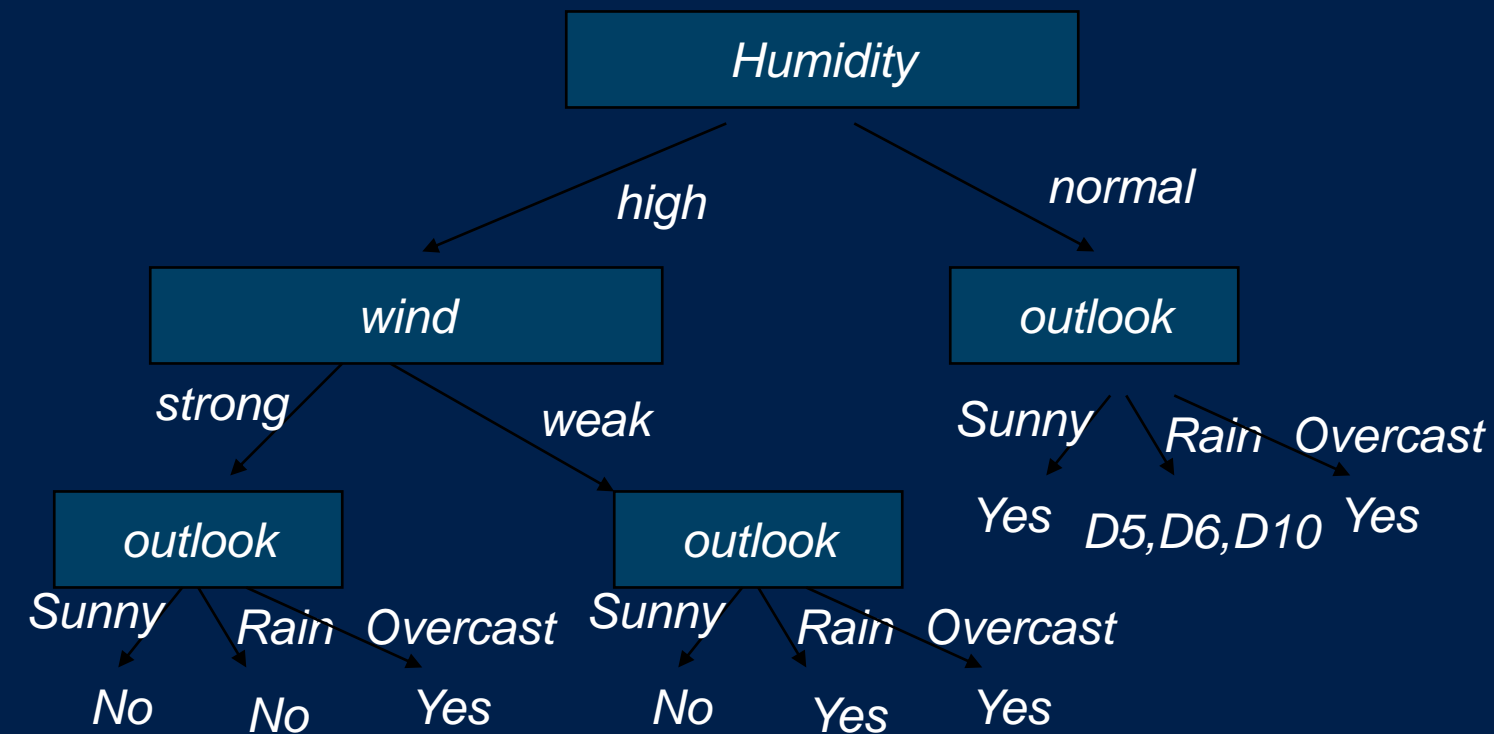 Humidity
high
normal
wind
outlook
strong
weak
Sunny Rain Overcast
Yes D5,D6,D10 Yes
outlook
outlook
Sunny Rain Overcast
Sunny Rain Overcast
No No Yes
No Yes Yes